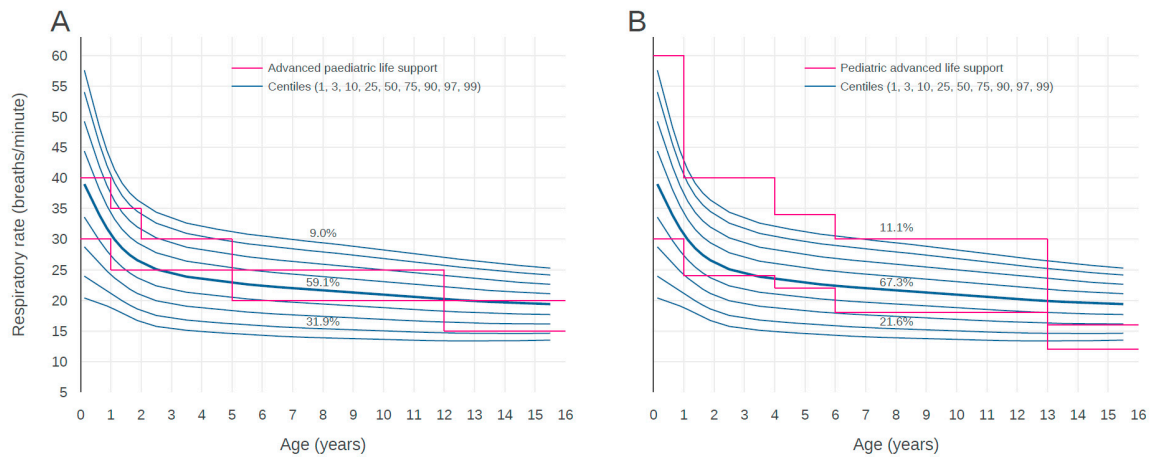 A
B
Advanced paediatric life support
Centiles (1, 3, 10, 25, 50, 75, 90, 97, 99)
Pediatric advanced life support
Centiles (1, 3, 10, 25, 50, 75, 90, 97, 99)
Respiratory rate (breaths/minute)
60
55
50
45
40
35
30
25
20
15
10
5
9.0%
59.1%
31.9%
11.1%
67.3%
21.6%
0 1 2 3 4 5 6 7 8 9 10 11 12 13 14 15 16
0 1 2 3 4 5 6 7 8 9 10 11 12 13 14 15 16
Age (years)
Age (years)